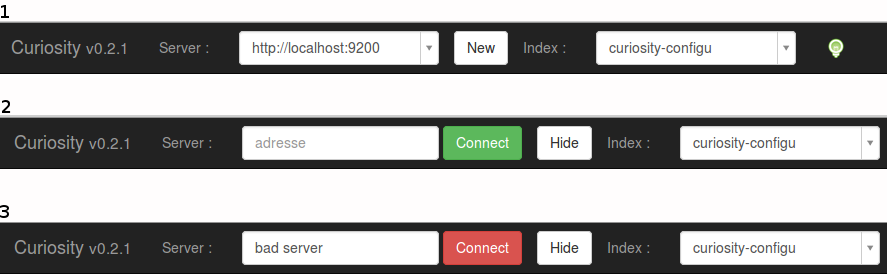 1
Curiosity v0.2.1 Server : http://localhost:9200 New Index : curiosity-configu
2
Curiosity v0.2.1 Server : adresse Connect Hide Index : curiosity-configu
3
Curiosity v0.2.1 Server : bad server Connect Hide Index : curiosity-configu